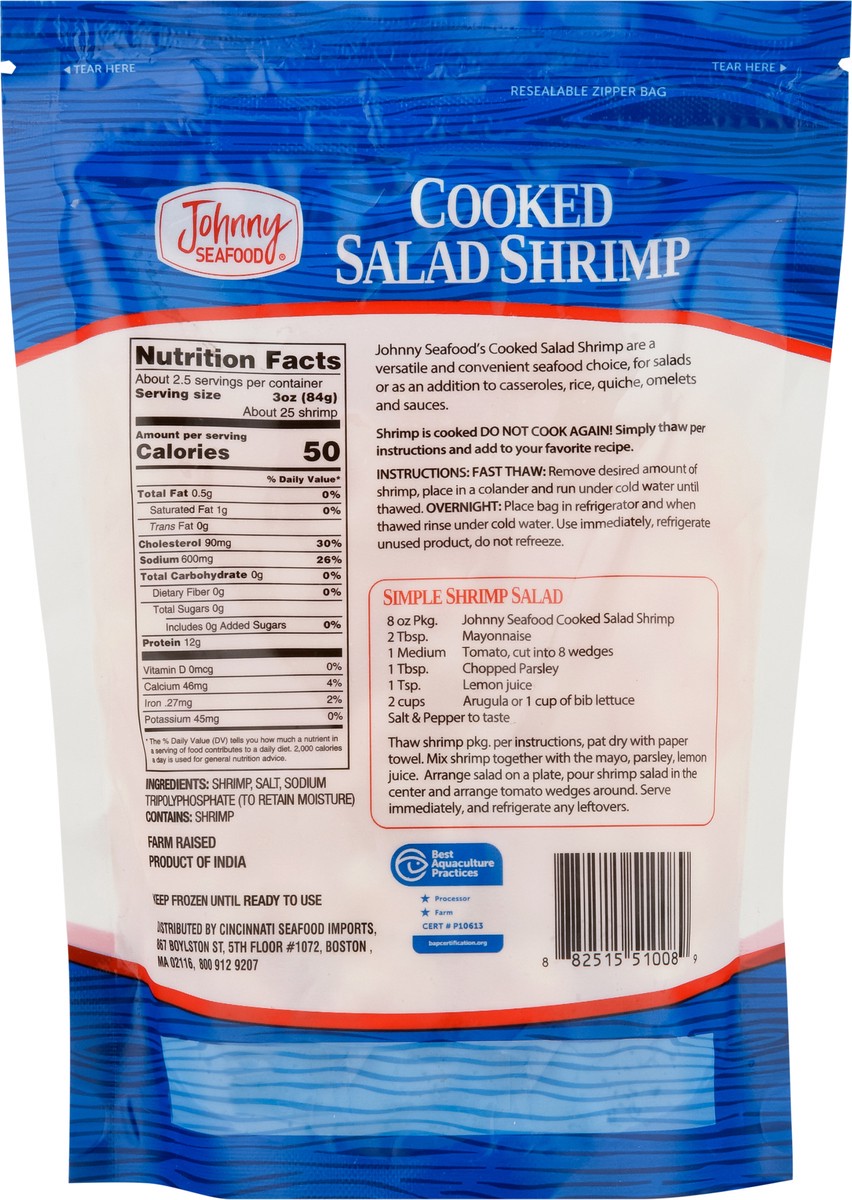 TEAR HERE
TEAR HERE
RESEALABLE ZIPPER BAG
Johnny
SEAFOOD®
COOKED
SALAD SHRIMP
Nutrition Facts
About 2.5 servings per container
Serving size 3oz (84g)
About 25 shrimp
Amount per serving
Calories 50
% Daily Value*
Total Fat 0.5g 0%
Saturated Fat 1g 0%
Trans Fat 0g
Cholesterol 90mg 30%
Sodium 600mg 26%
Total Carbohydrate 0g 0%
Dietary Fiber 0g 0%
Total Sugars 0g
Includes 0g Added Sugars 0%
Protein 12g
Vitamin D 0mcg 0%
Calcium 46mg 4%
Iron .27mg 2%
Potassium 45mg 0%
*The % Daily Value (DV) tells you how much a nutrient in
a serving of food contributes to a daily diet. 2,000 calories
a day is used for general nutrition advice.
INGREDIENTS: SHRIMP, SALT, SODIUM
TRIPOLYPHOSPHATE (TO RETAIN MOISTURE)
CONTAINS: SHRIMP
FARM RAISED
PRODUCT OF INDIA
KEEP FROZEN UNTIL READY TO USE
DISTRIBUTED BY CINCINNATI SEAFOOD IMPORTS,
867 BOYLSTON ST, 5TH FLOOR #1072, BOSTON ,
MA 02116, 800 912 9207
Johnny Seafood's Cooked Salad Shrimp are a
versatile and convenient seafood choice, for salads
or as an addition to casseroles, rice, quiche, omelets
and sauces.
Shrimp is cooked DO NOT COOK AGAIN! Simply thaw per
instructions and add to your favorite recipe.
INSTRUCTIONS: FAST THAW: Remove desired amount of
shrimp, place in a colander and run under cold water until
thawed. OVERNIGHT: Place bag in refrigerator and when
thawed rinse under cold water. Use immediately, refrigerate
unused product, do not refreeze.
SIMPLE SHRIMP SALAD
8 oz Pkg. Johnny Seafood Cooked Salad Shrimp
2 Tbsp. Mayonnaise
1 Medium Tomato, cut into 8 wedges
1 Tbsp. Chopped Parsley
1 Tsp. Lemon juice
2 cups Arugula or 1 cup of bib lettuce
Salt & Pepper to taste
Thaw shrimp pkg. per instructions, pat dry with paper
towel. Mix shrimp together with the mayo, parsley, lemon
juice. Arrange salad on a plate, pour shrimp salad in the
center and arrange tomato wedges around. Serve
immediately, and refrigerate any leftovers.
Best
Aquaculture
Practices
Processor
Farm
CERT # P10613
bapcertification.org
8 82515 51008 9